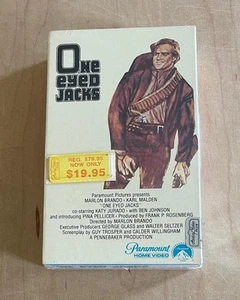 One
eyed
JACKS
REG. $79.95
NOW ONLY
$19.95
Paramount Pictures presents
MARLON BRANDO · KARL MALDEN
"ONE EYED JACKS"
co-starring KATY JURADO · with BEN JOHNSON
and introducing PINA PELLICER · Produced by FRANK P. ROSENBERG
Directed by MARLON BRANDO
Executive Producers GEORGE GLASS and WALTER SELTZER
Screenplay by GUY TROSPER and CALDER WILLINGHAM
A PENNEBAKER PRODUCTION
Paramount
HOME VIDEO